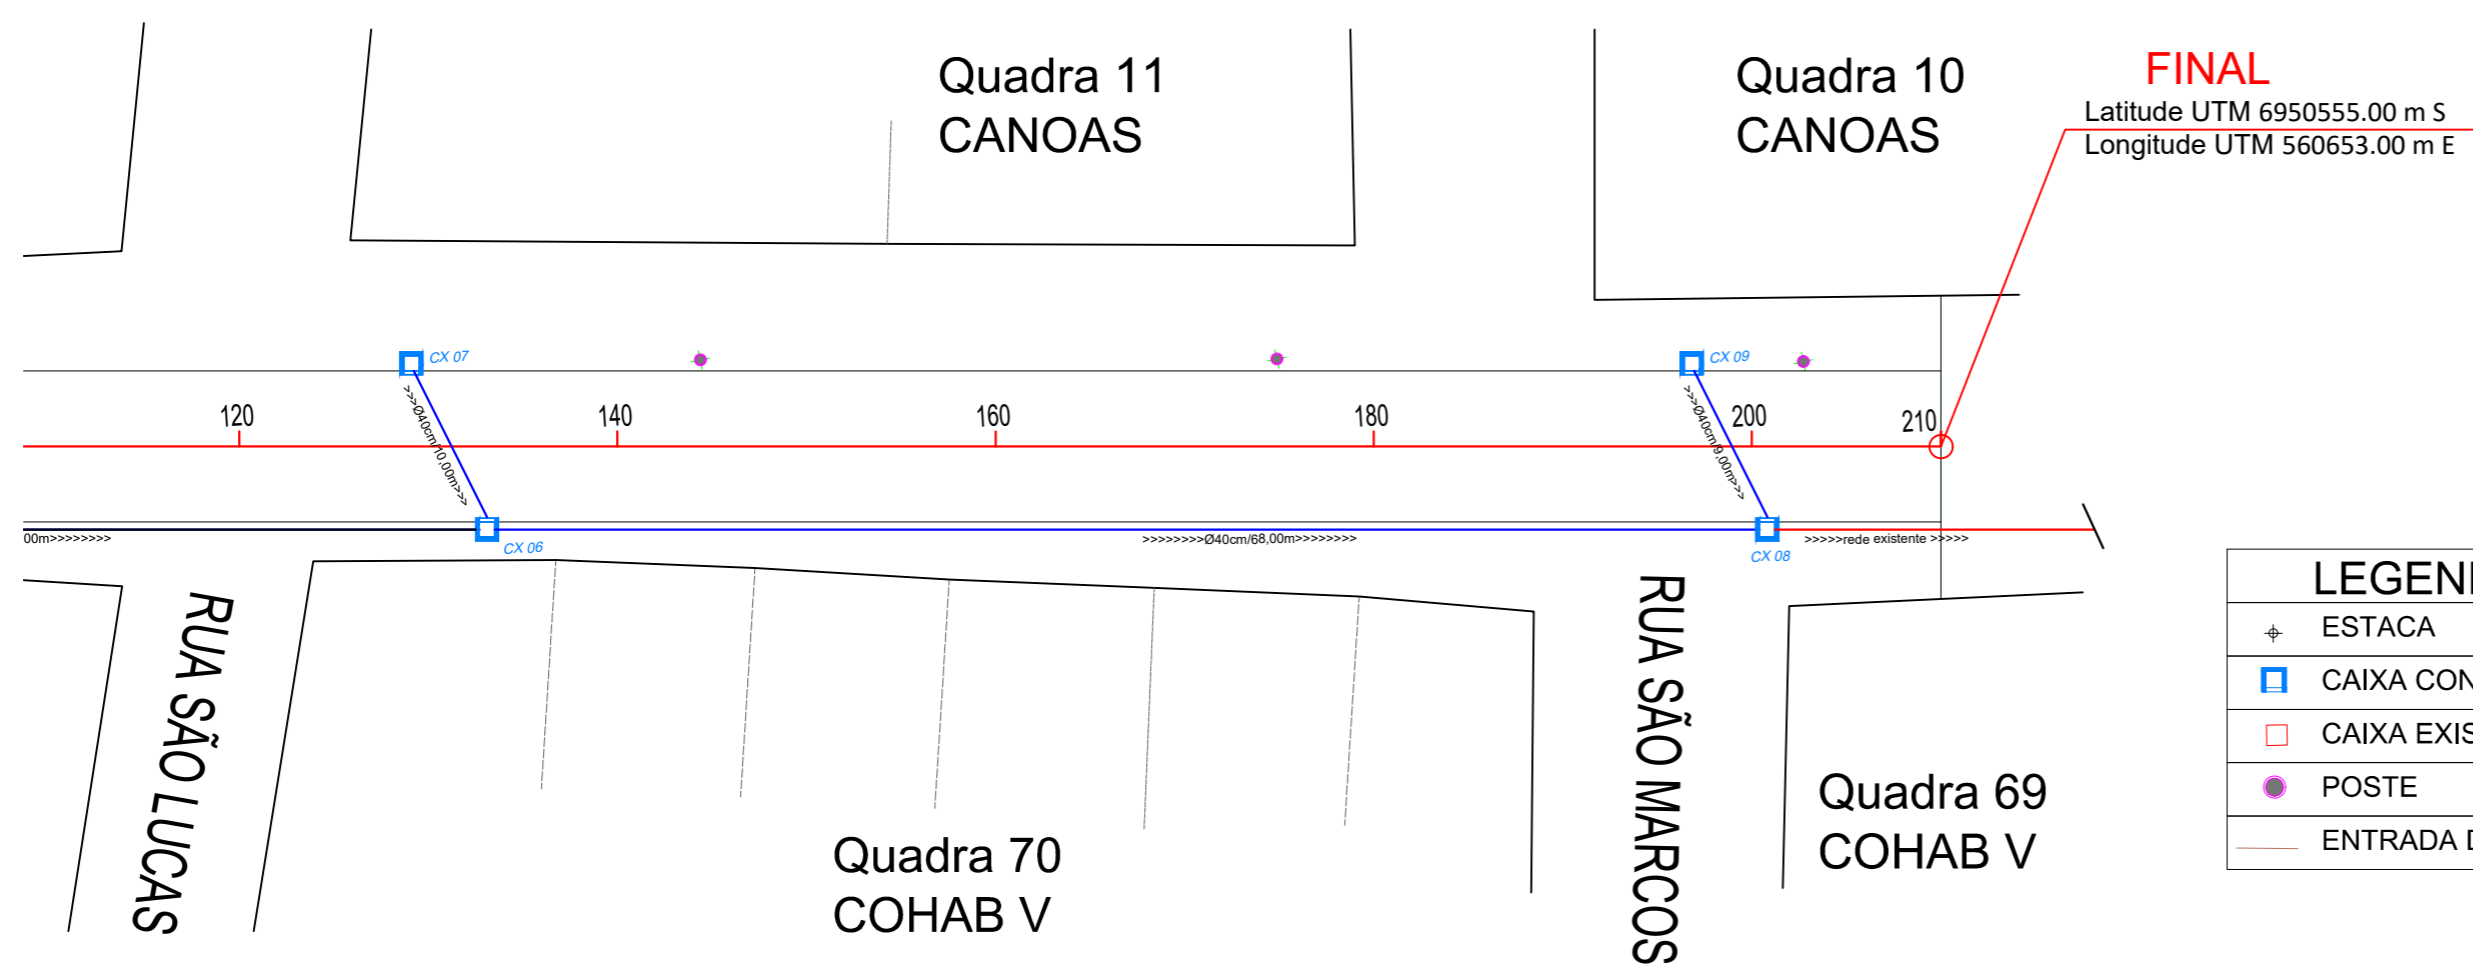 Quadra 11
CANOAS
Quadra 10
CANOAS
FINAL
Latitude UTM 6950555.00 m S
Longitude UTM 560653.00 m E
CX 07
CX 09
120
140
160
180
200
210
>>>Ø40cm/10,00m>>>
>>>Ø40cm/9,00m>>>
00m>>>>>>>>
CX 06
>>>>>>>>Ø40cm/68,00m>>>>>>>>
CX 08
>>>>>rede existente >>>>>
RUA SÃO LUCAS
RUA SÃO MARCOS
Quadra 70
COHAB V
Quadra 69
COHAB V
LEGEN
ESTACA
CAIXA CON
CAIXA EXIS
POSTE
ENTRADA D